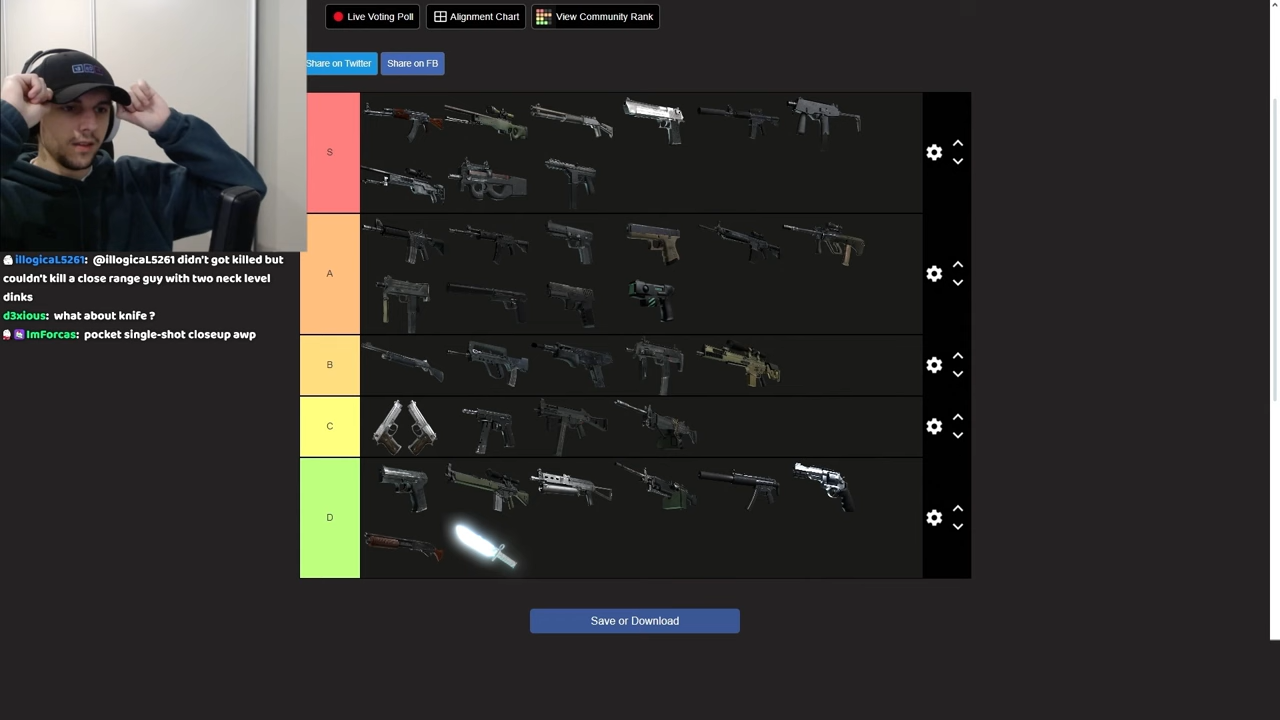 Live Voting Poll
Alignment Chart
View Community Rank
Share on Twitter
Share on FB
S
A
illogicaL5261: @illogicaL5261 didn't got killed but
couldn't kill a close range guy with two neck level
dinks
d3xious: what about knife ?
ImForcas: pocket single-shot closeup awp
B
C
D
Save or Download